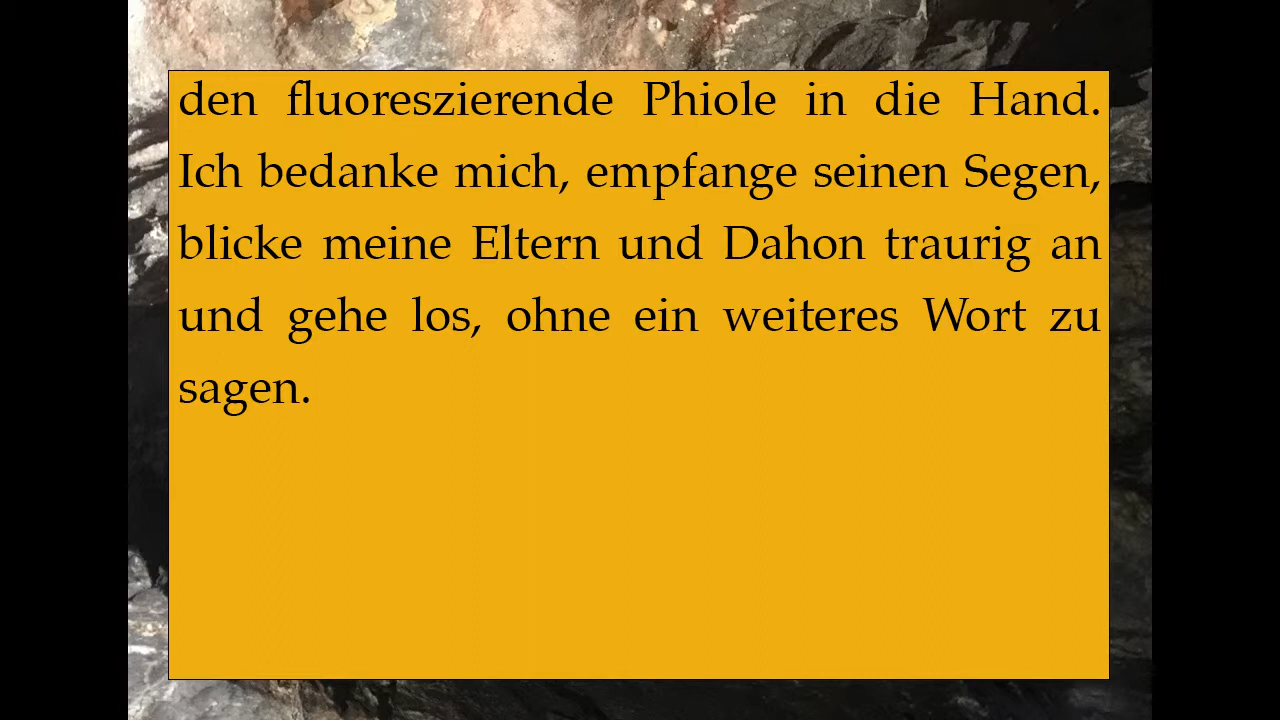 den fluoreszierende Phiole in die Hand.
Ich bedanke mich, empfange seinen Segen,
blicke meine Eltern und Dahon traurig an
und gehe los, ohne ein weiteres Wort zu
sagen.